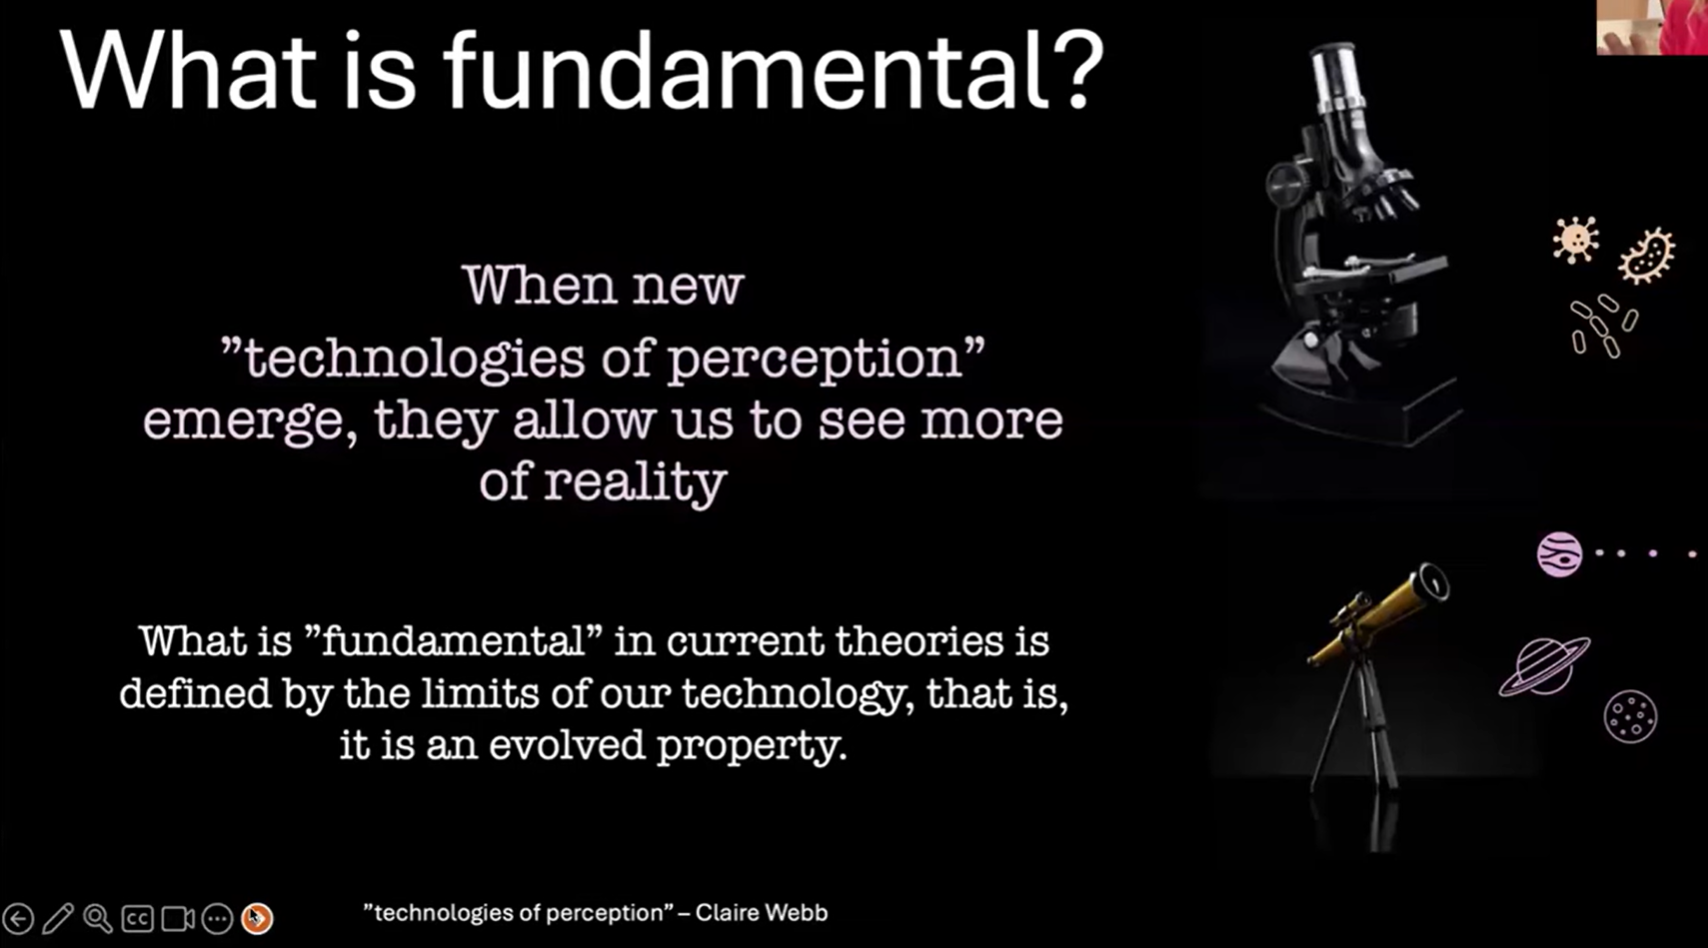 What is fundamental?
When new
”technologies of perception”
emerge, they allow us to see more
of reality
What is ”fundamental” in current theories is
defined by the limits of our technology, that is,
it is an evolved property.
CC
”technologies of perception” – Claire Webb